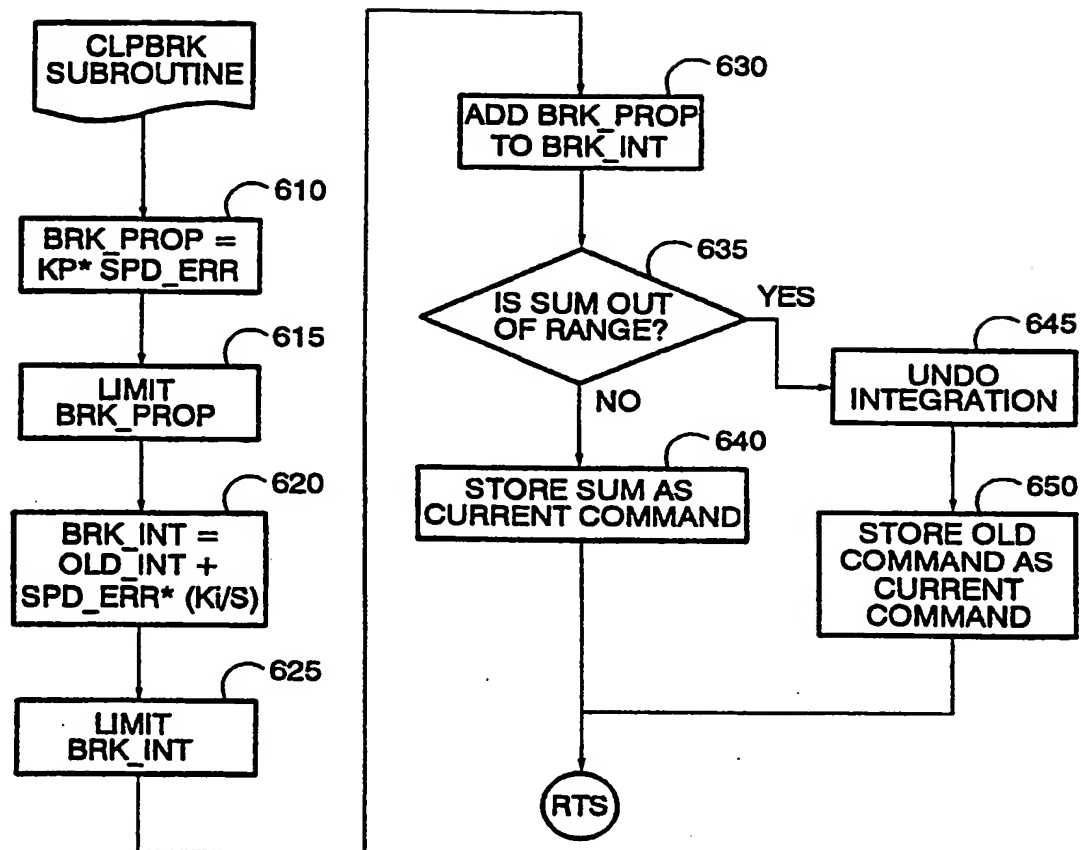 CLPBRK
SUBROUTINE
610
BRK_PROP =
KP* SPD_ERR
615
LIMIT
BRK_PROP
620
BRK_INT =
OLD_INT +
SPD_ERR* (Ki/S)
625
LIMIT
BRK_INT
630
ADD BRK_PROP
TO BRK_INT
635
IS SUM OUT
OF RANGE?
YES
NO
640
STORE SUM AS
CURRENT COMMAND
645
UNDO
INTEGRATION
650
STORE OLD
COMMAND AS
CURRENT
COMMAND
RTS